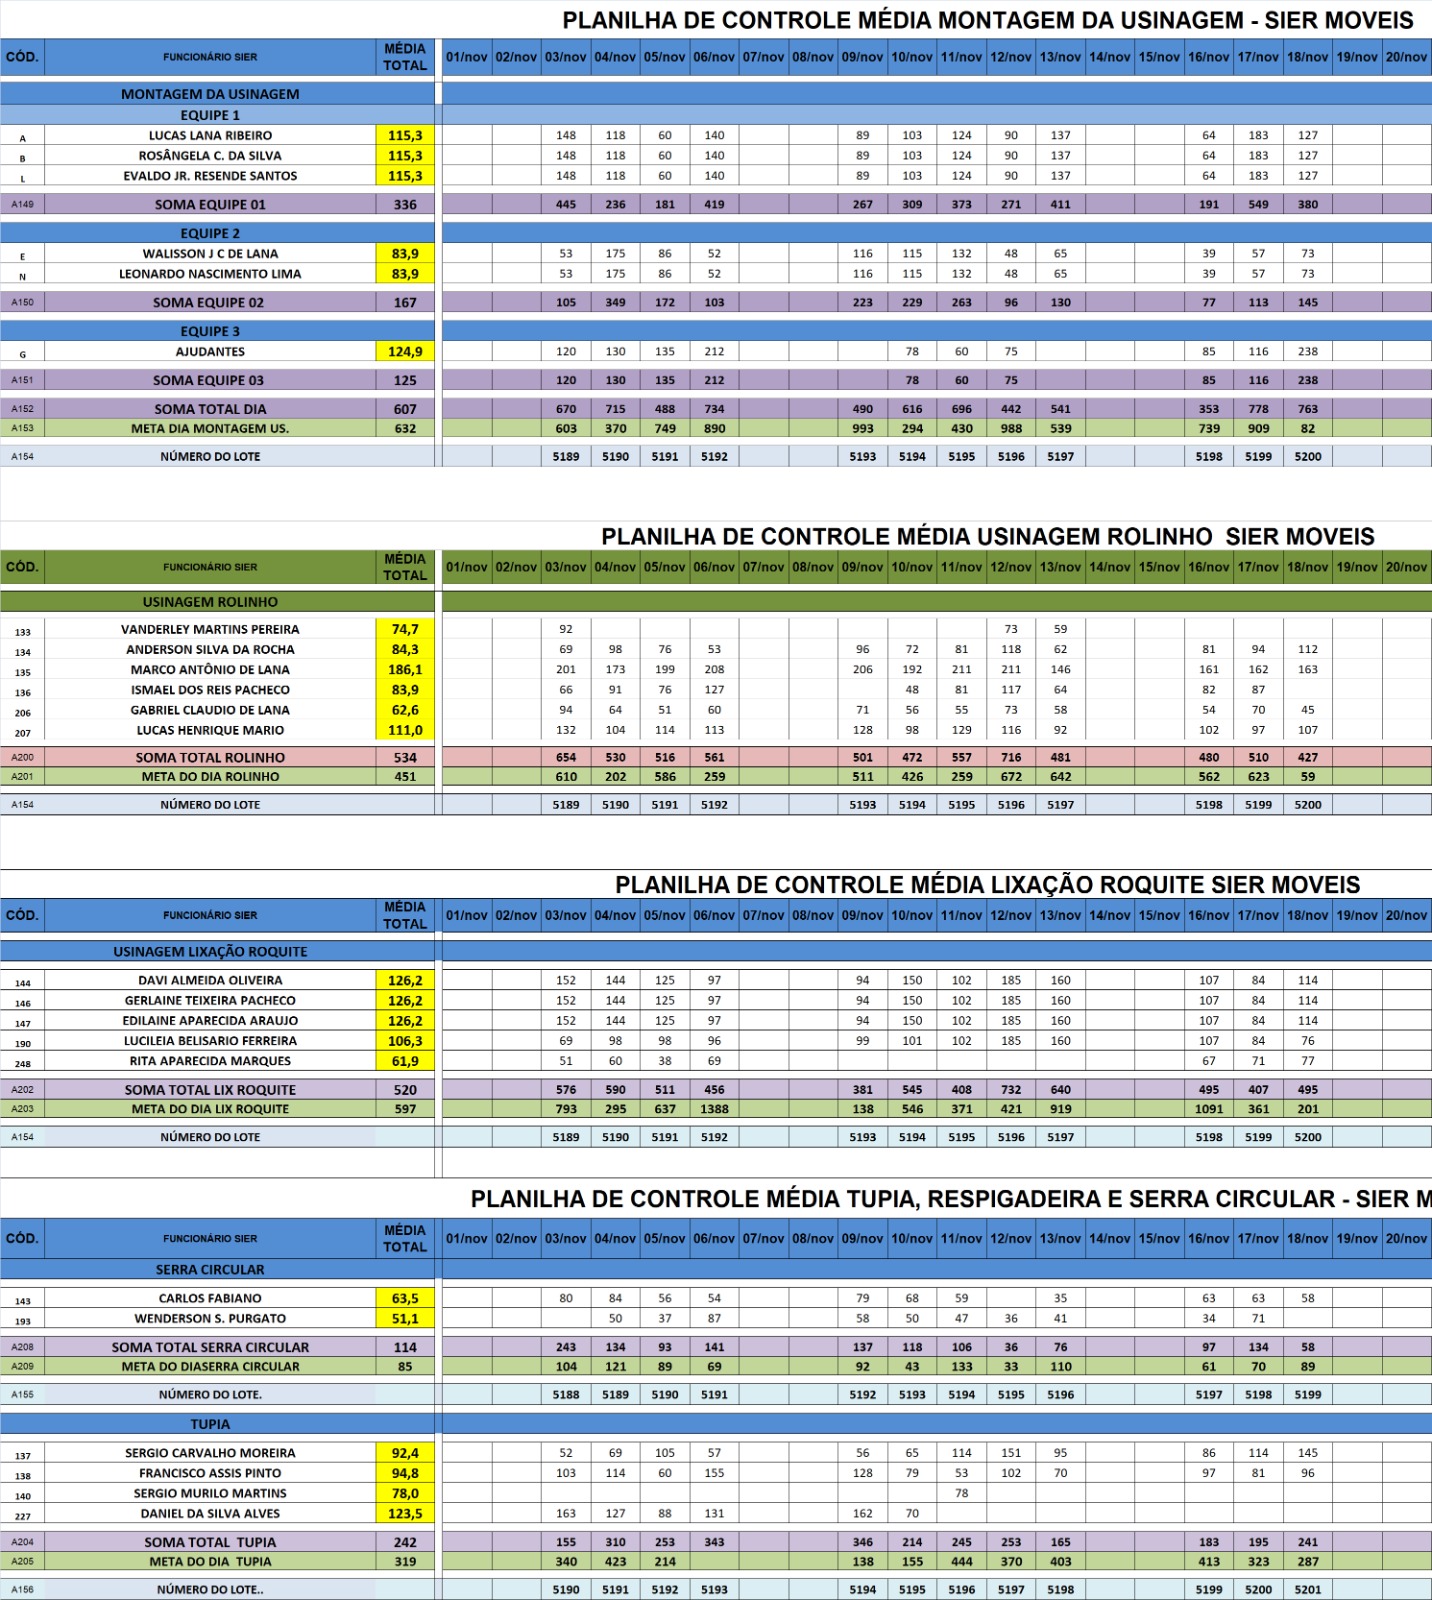 PLANILHA DE CONTROLE MÉDIA MONTAGEM DA USINAGEM - SIER MOVEIS
CÓD. FUNCIONÁRIO SIER MÉDIA TOTAL 01/nov 02/nov 03/nov 04/nov 05/nov 06/nov 07/nov 08/nov 09/nov 10/nov 11/nov 12/nov 13/nov 14/nov 15/nov 16/nov 17/nov 18/nov 19/nov 20/nov
MONTAGEM DA USINAGEM
EQUIPE 1
A LUCAS LANA RIBEIRO 115,3 148 118 60 140 89 103 124 90 137 64 183 127
B ROSÂNGELA C. DA SILVA 115,3 148 118 60 140 89 103 124 90 137 64 183 127
L EVALDO JR. RESENDE SANTOS 115,3 148 118 60 140 89 103 124 90 137 64 183 127
A149 SOMA EQUIPE 01 336 445 236 181 419 267 309 373 271 411 191 549 380
EQUIPE 2
E WALISSON J C DE LANA 83,9 53 175 86 52 116 115 132 48 65 39 57 73
N LEONARDO NASCIMENTO LIMA 83,9 53 175 86 52 116 115 132 48 65 39 57 73
A150 SOMA EQUIPE 02 167 105 349 172 103 223 229 263 96 130 77 113 145
EQUIPE 3
G AJUDANTES 124,9 120 130 135 212 78 60 75 85 116 238
A151 SOMA EQUIPE 03 125 120 130 135 212 78 60 75 85 116 238
A152 SOMA TOTAL DIA 607 670 715 488 734 490 616 696 442 541 353 778 763
A153 META DIA MONTAGEM US. 632 603 370 749 890 993 294 430 988 539 739 909 82
A154 NÚMERO DO LOTE 5189 5190 5191 5192 5193 5194 5195 5196 5197 5198 5199 5200
PLANILHA DE CONTROLE MÉDIA USINAGEM ROLINHO SIER MOVEIS
CÓD. FUNCIONÁRIO SIER MÉDIA TOTAL 01/nov 02/nov 03/nov 04/nov 05/nov 06/nov 07/nov 08/nov 09/nov 10/nov 11/nov 12/nov 13/nov 14/nov 15/nov 16/nov 17/nov 18/nov 19/nov 20/nov
USINAGEM ROLINHO
133 VANDERLEY MARTINS PEREIRA 74,7 92 73 59
134 ANDERSON SILVA DA ROCHA 84,3 69 98 76 53 96 72 81 118 62 81 94 112
135 MARCO ANTÔNIO DE LANA 186,1 201 173 199 208 206 192 211 211 146 161 162 163
136 ISMAEL DOS REIS PACHECO 83,9 66 91 76 127 48 81 117 64 82 87
206 GABRIEL CLAUDIO DE LANA 62,6 94 64 51 60 71 56 55 73 58 54 70 45
207 LUCAS HENRIQUE MARIO 111,0 132 104 114 113 128 98 129 116 92 102 97 107
A200 SOMA TOTAL ROLINHO 534 654 530 516 561 501 472 557 716 481 480 510 427
A201 META DO DIA ROLINHO 451 610 202 586 259 511 426 259 672 642 562 623 59
A154 NÚMERO DO LOTE 5189 5190 5191 5192 5193 5194 5195 5196 5197 5198 5199 5200
PLANILHA DE CONTROLE MÉDIA LIXAÇÃO ROQUITE SIER MOVEIS
CÓD. FUNCIONÁRIO SIER MÉDIA TOTAL 01/nov 02/nov 03/nov 04/nov 05/nov 06/nov 07/nov 08/nov 09/nov 10/nov 11/nov 12/nov 13/nov 14/nov 15/nov 16/nov 17/nov 18/nov 19/nov 20/nov
USINAGEM LIXAÇÃO ROQUITE
144 DAVI ALMEIDA OLIVEIRA 126,2 152 144 125 97 94 150 102 185 160 107 84 114
146 GERLAINE TEIXEIRA PACHECO 126,2 152 144 125 97 94 150 102 185 160 107 84 114
147 EDILAINE APARECIDA ARAUJO 126,2 152 144 125 97 94 150 102 185 160 107 84 114
190 LUCILEIA BELISARIO FERREIRA 106,3 69 98 98 96 99 101 102 185 160 107 84 76
248 RITA APARECIDA MARQUES 61,9 51 60 38 69 67 71 77
A202 SOMA TOTAL LIX ROQUITE 520 576 590 511 456 381 545 408 732 640 495 407 495
A203 META DO DIA LIX ROQUITE 597 793 295 637 1388 138 546 371 421 919 1091 361 201
A154 NÚMERO DO LOTE 5189 5190 5191 5192 5193 5194 5195 5196 5197 5198 5199 5200
PLANILHA DE CONTROLE MÉDIA TUPIA, RESPIGADEIRA E SERRA CIRCULAR - SIER M
CÓD. FUNCIONÁRIO SIER MÉDIA TOTAL 01/nov 02/nov 03/nov 04/nov 05/nov 06/nov 07/nov 08/nov 09/nov 10/nov 11/nov 12/nov 13/nov 14/nov 15/nov 16/nov 17/nov 18/nov 19/nov 20/nov
SERRA CIRCULAR
143 CARLOS FABIANO 63,5 80 84 56 54 79 68 59 35 63 63 58
193 WENDERSON S. PURGATO 51,1 50 37 87 58 50 47 36 41 34 71
A208 SOMA TOTAL SERRA CIRCULAR 114 243 134 93 141 137 118 106 36 76 97 134 58
A209 META DO DIASERRA CIRCULAR 85 104 121 89 69 92 43 133 33 110 61 70 89
A155 NÚMERO DO LOTE. 5188 5189 5190 5191 5192 5193 5194 5195 5196 5197 5198 5199
TUPIA
137 SERGIO CARVALHO MOREIRA 92,4 52 69 105 57 56 65 114 151 95 86 114 145
138 FRANCISCO ASSIS PINTO 94,8 103 114 60 155 128 79 53 102 70 97 81 96
140 SERGIO MURILO MARTINS 78,0 78
227 DANIEL DA SILVA ALVES 123,5 163 127 88 131 162 70
A204 SOMA TOTAL TUPIA 242 155 310 253 343 346 214 245 253 165 183 195 241
A205 META DO DIA TUPIA 319 340 423 214 138 155 444 370 403 413 323 287
A156 NÚMERO DO LOTE.. 5190 5191 5192 5193 5194 5195 5196 5197 5198 5199 5200 5201